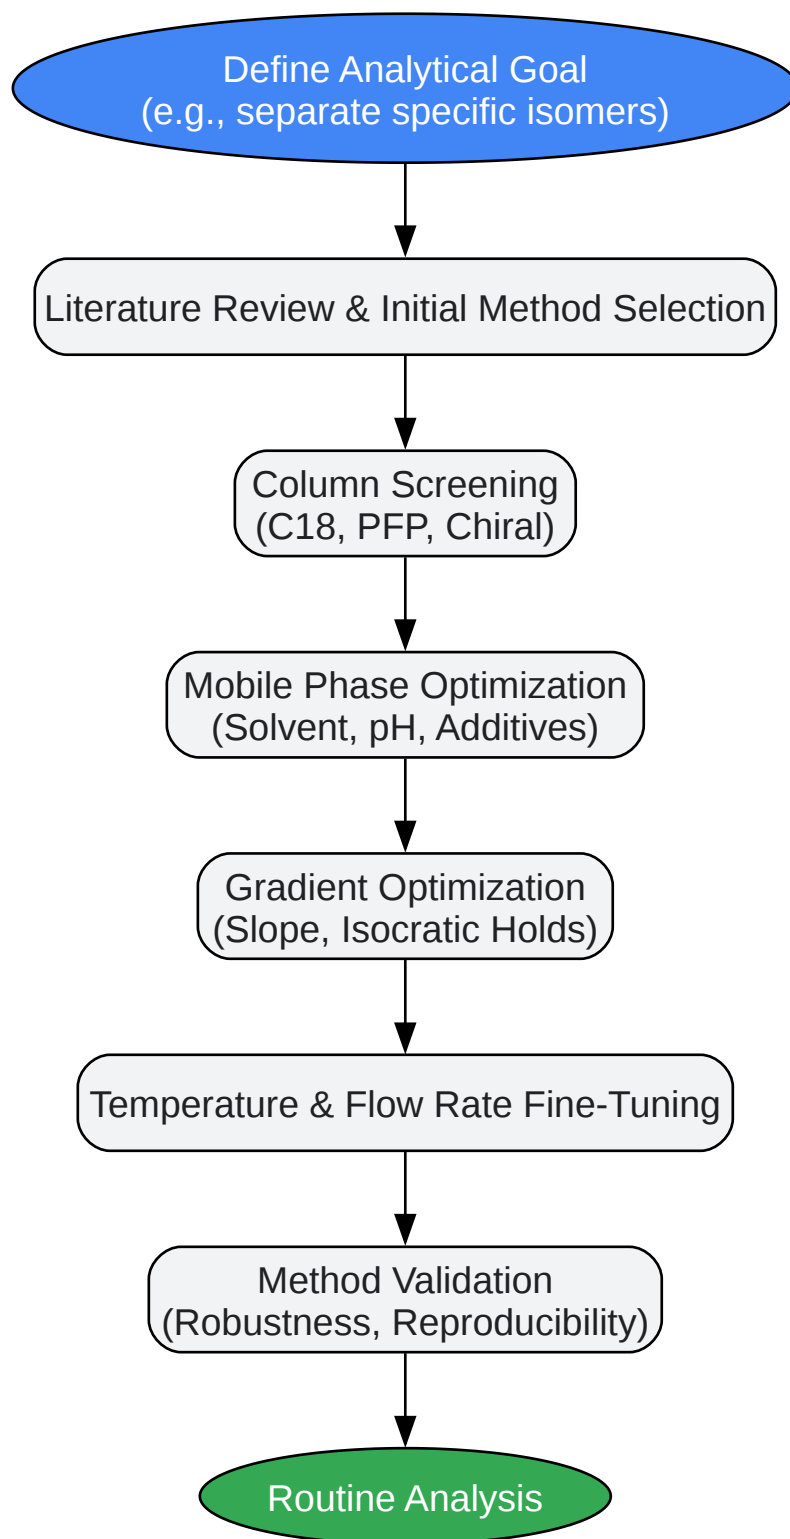 Define Analytical Goal
(e.g., separate specific isomers)
Literature Review & Initial Method Selection
Column Screening
(C18, PFP, Chiral)
Mobile Phase Optimization
(Solvent, pH, Additives)
Gradient Optimization
(Slope, Isocratic Holds)
Temperature & Flow Rate Fine-Tuning
Method Validation
(Robustness, Reproducibility)
Routine Analysis